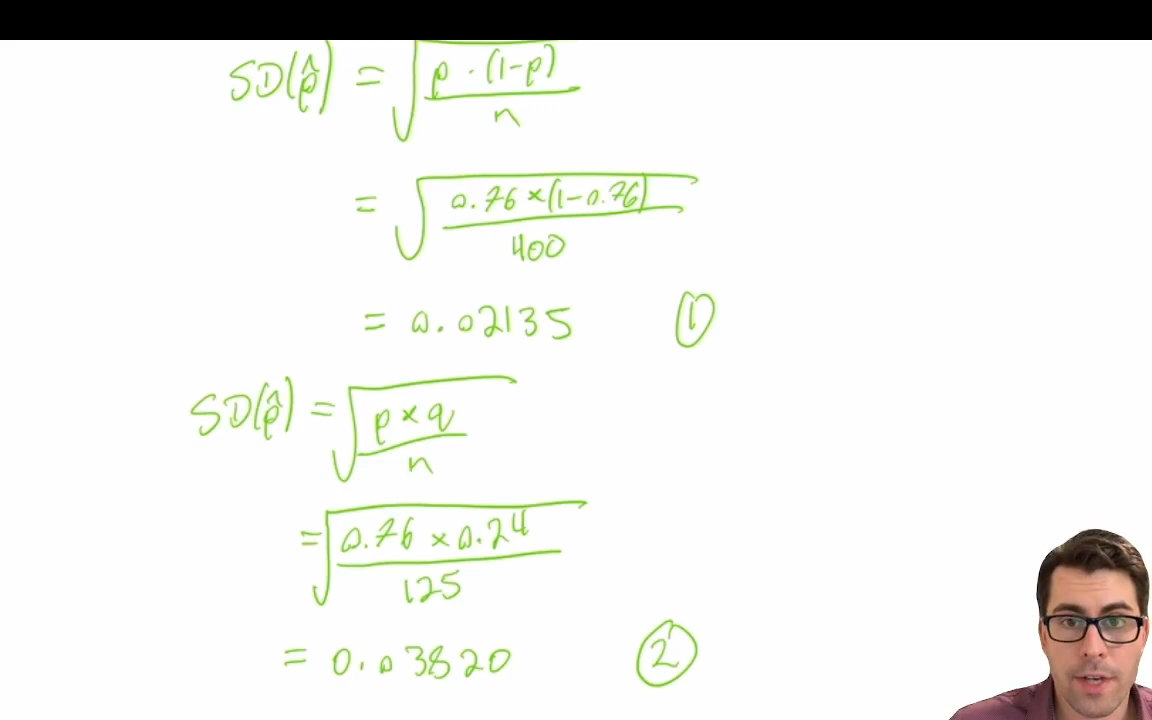 SD(p̂) = √(p · (1-p) / n)
= √(0.76 × (1-0.76) / 400)
= 0.02135 ①
SD(p̂) = √(p × q / n)
= √(0.76 × 0.24 / 125)
= 0.03820 ②